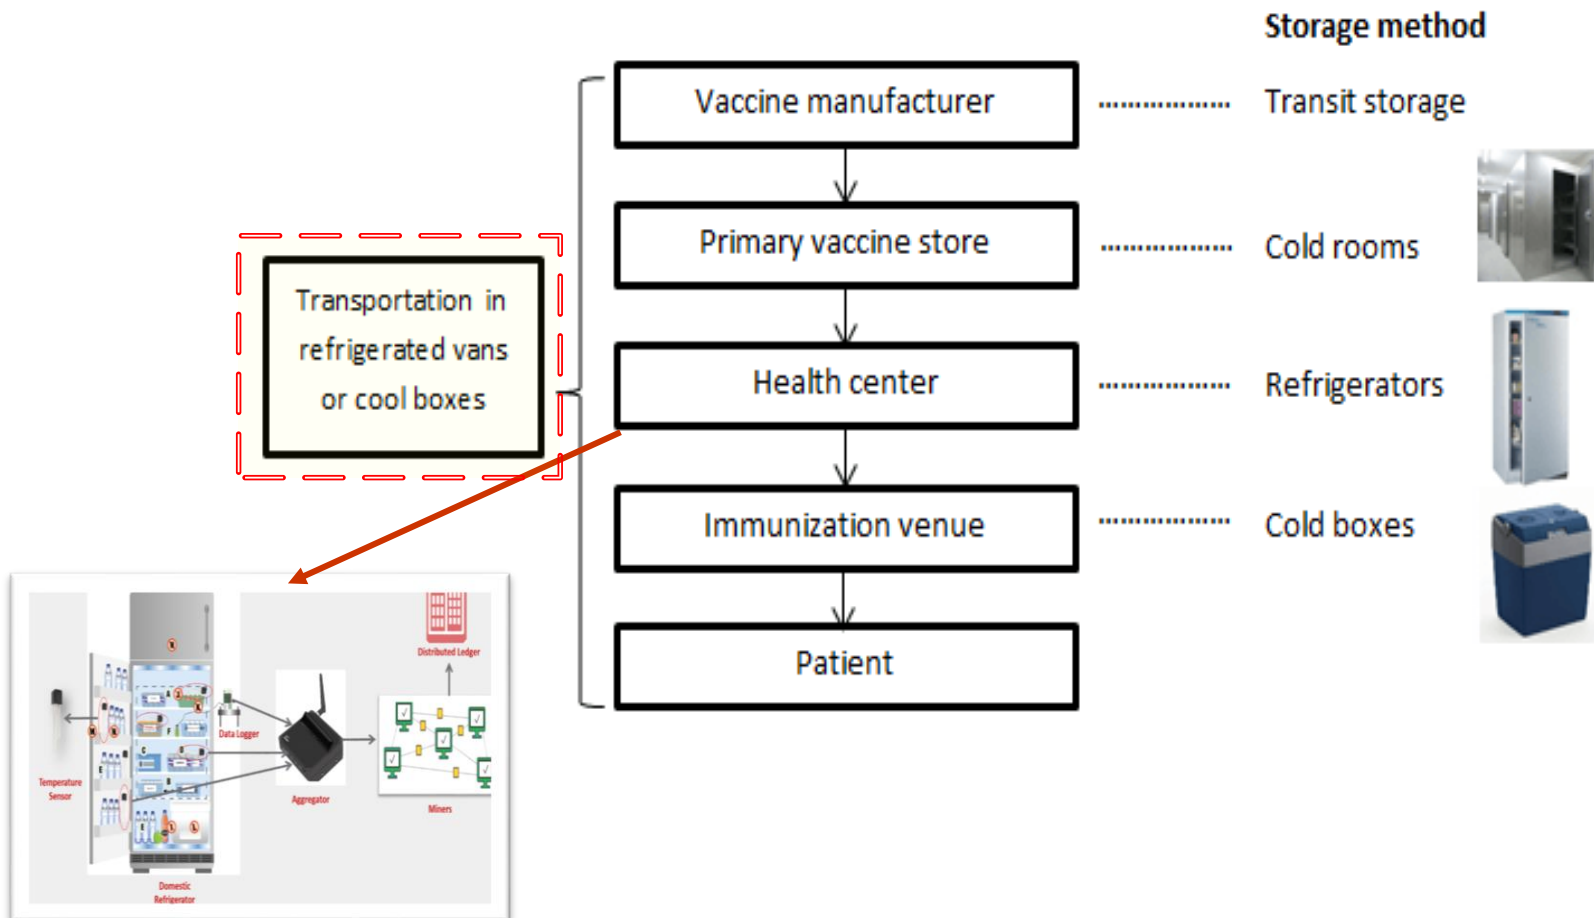 Storage method
Vaccine manufacturer ................... Transit storage
Primary vaccine store ................... Cold rooms
Transportation in
refrigerated vans
or cool boxes
Health center ................... Refrigerators
Immunization venue ................... Cold boxes
Patient
Distributed Ledger
Data Logger
Temperature
Sensor
Aggregator
Miners
Domestic
Refrigerator